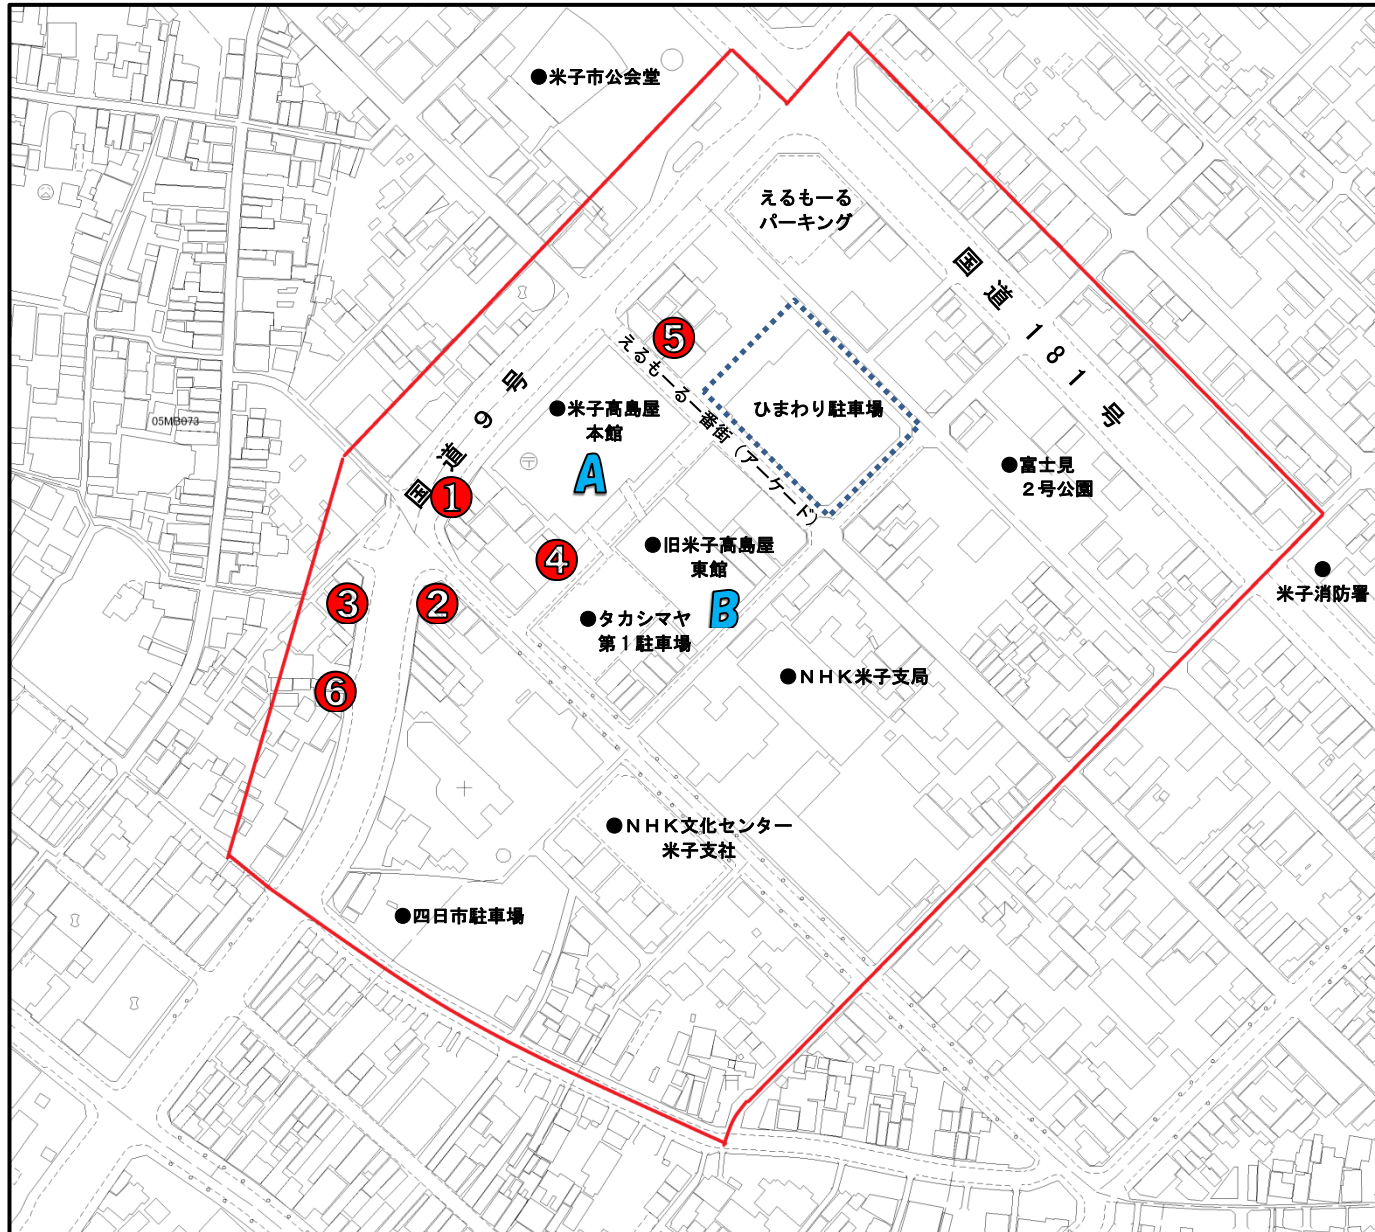 ●米子市公会堂
えるもーる
パーキング
国道181号
⑤
えるもーる一番街(アーケード)
国道9号
●米子高島屋
本館
A
ひまわり駐車場
05MB073
①
●富士見
2号公園
④
●旧米子高島屋
東館
B
●米子消防署
③
②
●タカシマヤ
第1駐車場
⑥
●NHK米子支局
●NHK文化センター
米子支社
●四日市駐車場